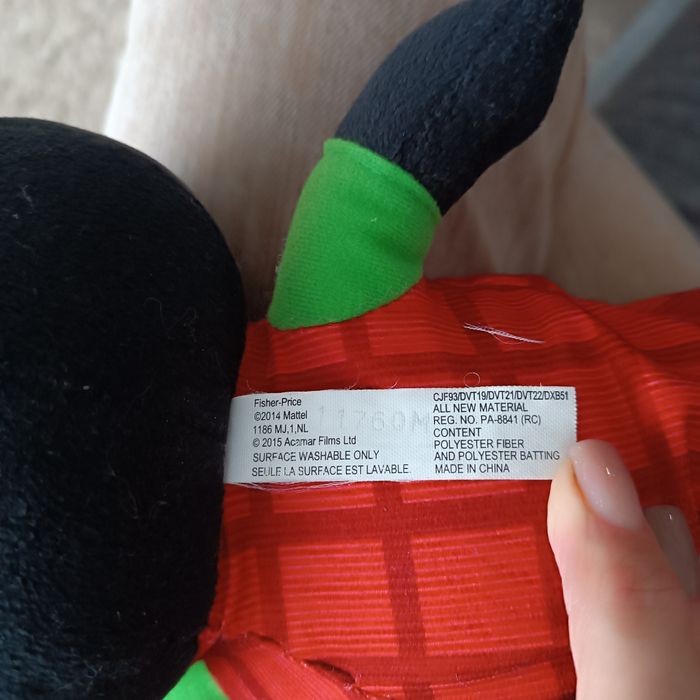 Fisher-Price
©2014 Mattel
1186 MJ,1,NL
© 2015 Acamar Films Ltd
SURFACE WASHABLE ONLY
SEULE LA SURFACE EST LAVABLE.
11760M
CJF93/DVT19/DVT21/DVT22/DXB51
ALL NEW MATERIAL
REG. NO. PA-8841 (RC)
CONTENT
POLYESTER FIBER
AND POLYESTER BATTING
MADE IN CHINA